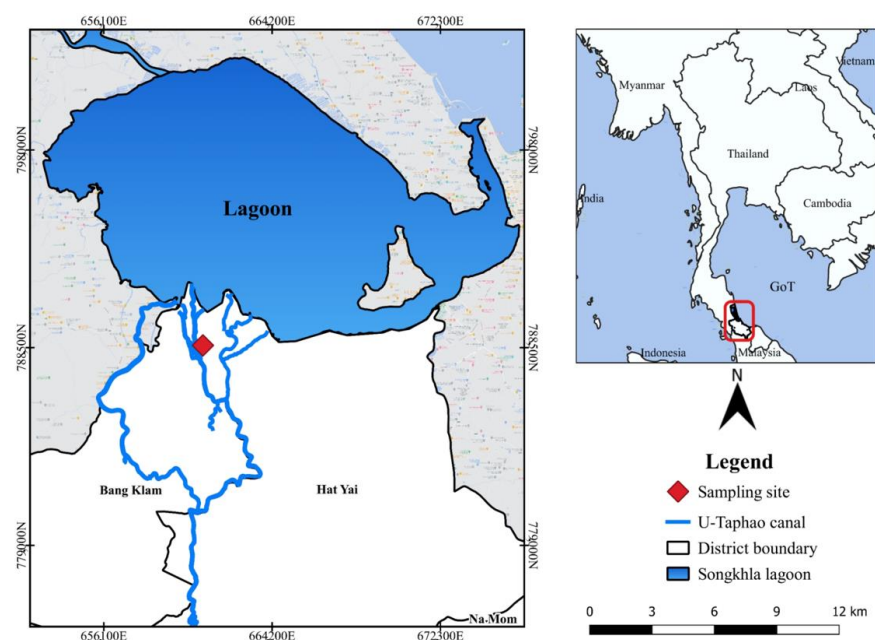 656100E
664200E
672300E
798000N
798000N
Lagoon
788500N
788500N
Bang Klam
Hat Yai
779000N
779000N
Na Mom
656100E
664200E
672300E
Vietnam
Laos
Myanmar
Thailand
India
Cambodia
GoT
Indonesia
Malaysia
N
Legend
Sampling site
U-Taphao canal
District boundary
Songkhla lagoon
0 3 6 9 12 km